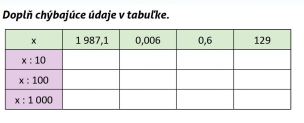 Doplň chýbajúce údaje v tabuľke.
x 1 987,1 0,006 0,6 129
x : 10
x : 100
x : 1 000